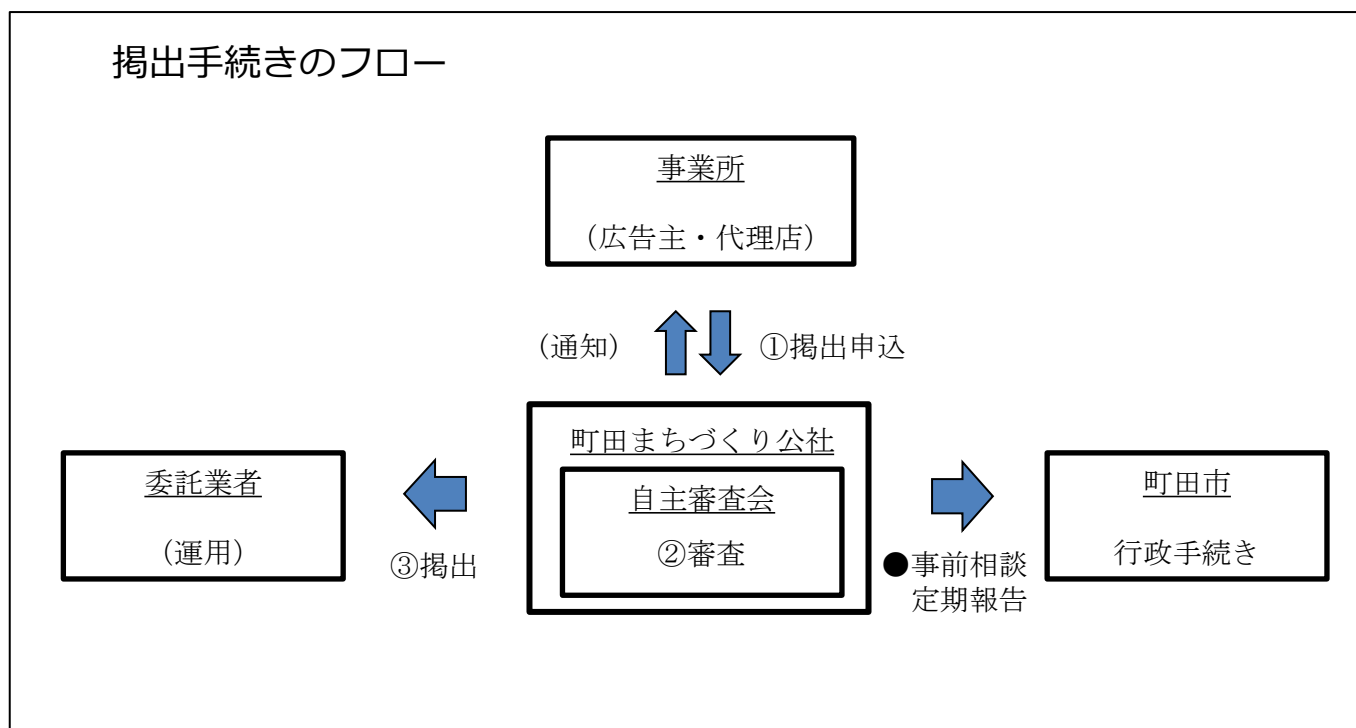 掲出手続きのフロー
事業所
（広告主・代理店）
（通知）
①掲出申込
町田まちづくり公社
自主審査会
②審査
委託業者
（運用）
③掲出
町田市
行政手続き
●事前相談
定期報告